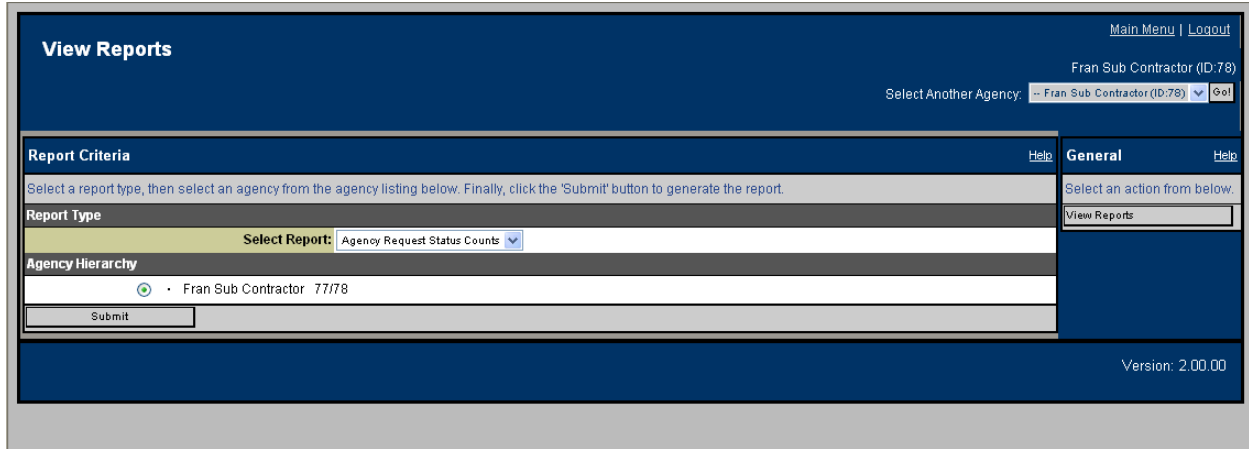 View Reports
Main Menu | Logout
Fran Sub Contractor (ID:78)
Select Another Agency: -- Fran Sub Contractor (ID:78) Go!
Report Criteria Help
Select a report type, then select an agency from the agency listing below. Finally, click the 'Submit' button to generate the report.
Report Type
Select Report: Agency Request Status Counts
Agency Hierarchy
· Fran Sub Contractor 77/78
Submit
General Help
Select an action from below.
View Reports
Version: 2.00.00